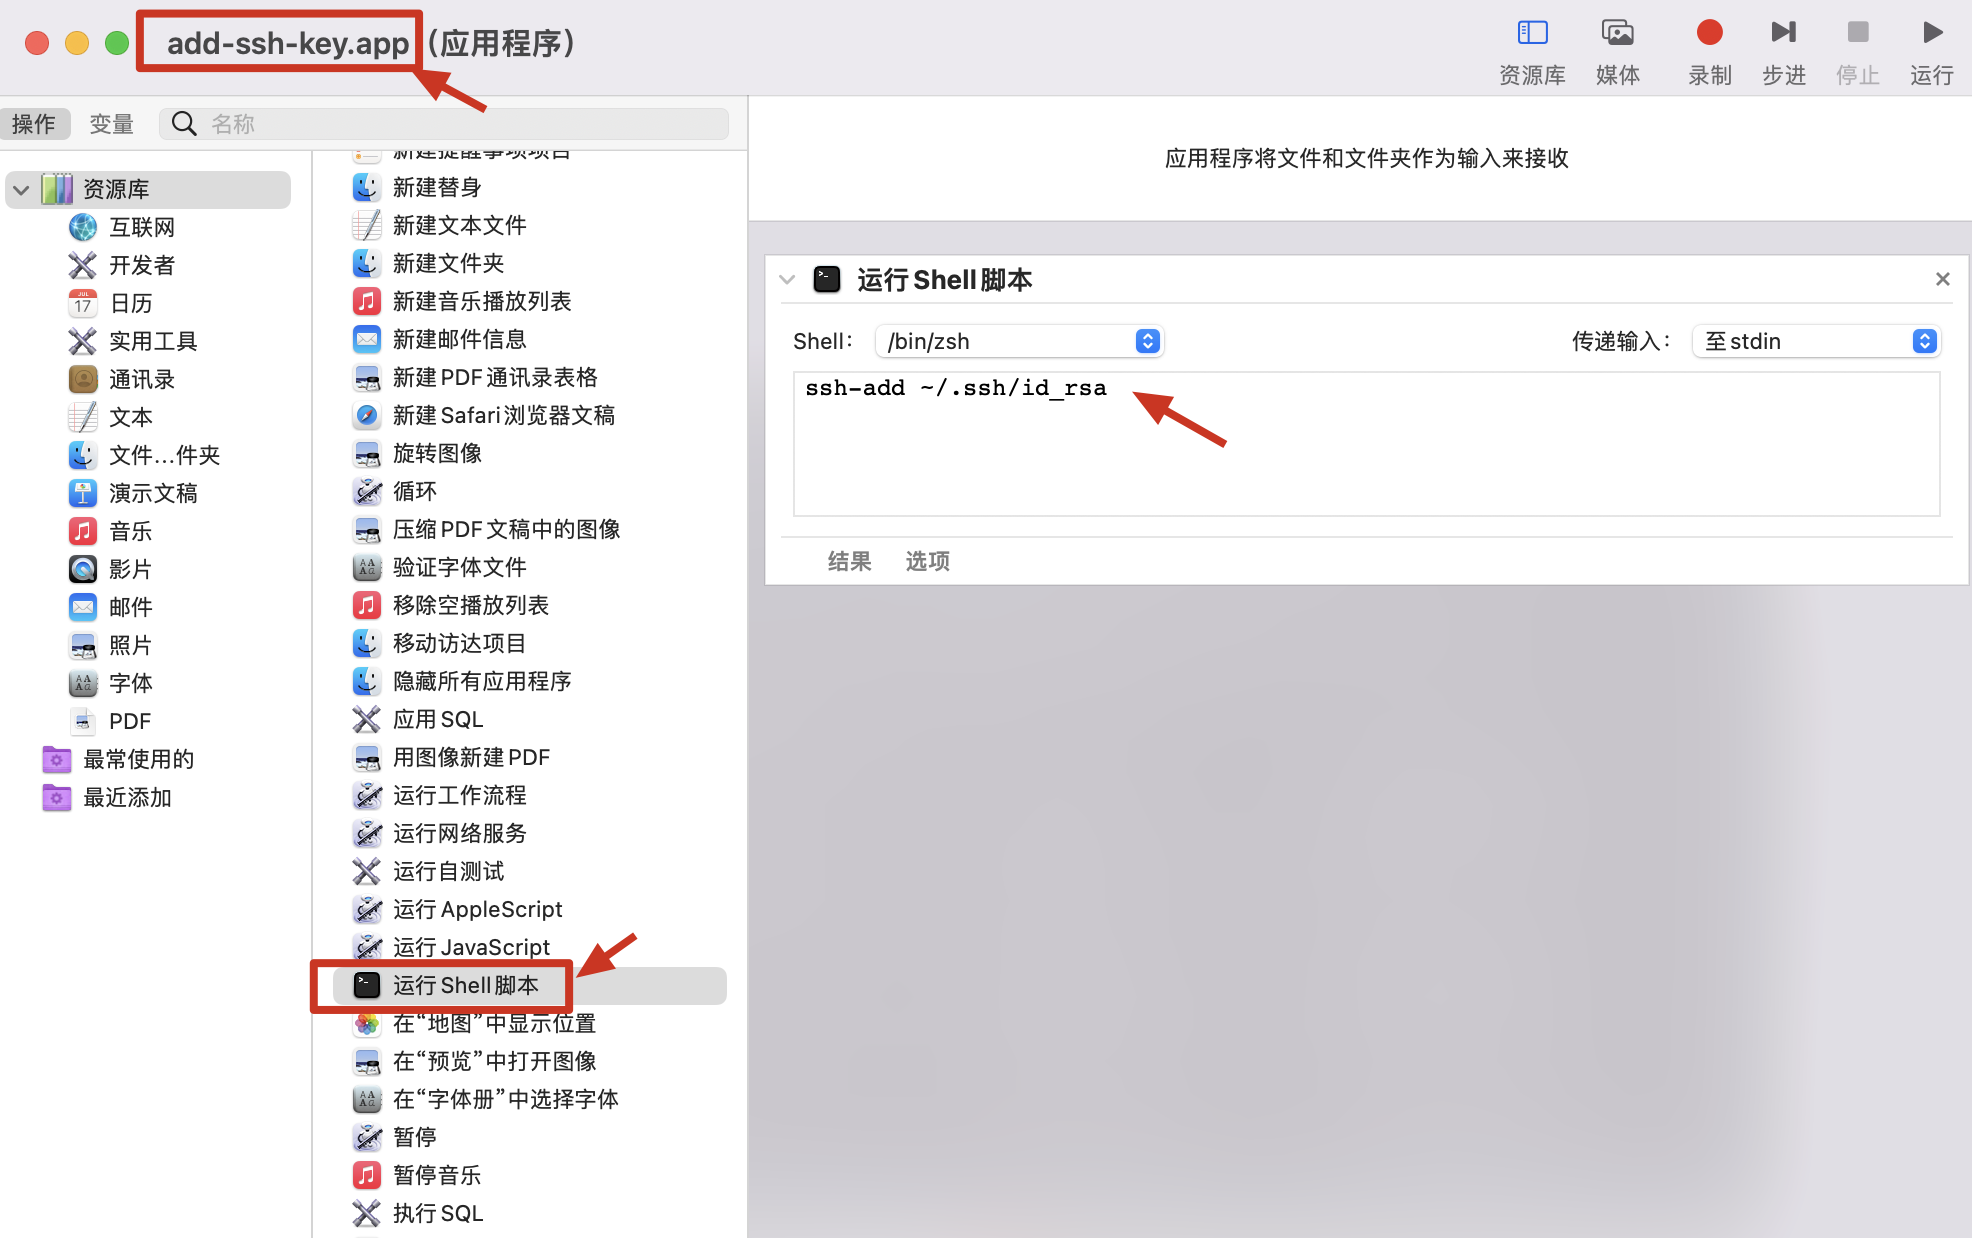 add-ssh-key.app (应用程序)
资源库 媒体 录制 步进 停止 运行
操作 变量 名称
资源库
互联网
开发者
JUL
17
日历
实用工具
通讯录
文本
文件...件夹
演示文稿
音乐
影片
邮件
照片
字体
PDF
最常使用的
最近添加
新建提醒事项项目
新建替身
新建文本文件
新建文件夹
新建音乐播放列表
新建邮件信息
新建PDF通讯录表格
新建Safari浏览器文稿
旋转图像
循环
压缩PDF文稿中的图像
验证字体文件
移除空播放列表
移动访达项目
隐藏所有应用程序
应用SQL
用图像新建PDF
运行工作流程
运行网络服务
运行自测试
运行AppleScript
运行JavaScript
运行Shell脚本
在“地图”中显示位置
在“预览”中打开图像
在“字体册”中选择字体
暂停
暂停音乐
执行SQL
应用程序将文件和文件夹作为输入来接收
运行Shell脚本
Shell： /bin/zsh 传递输入： 至stdin
ssh-add ~/.ssh/id_rsa
结果 选项